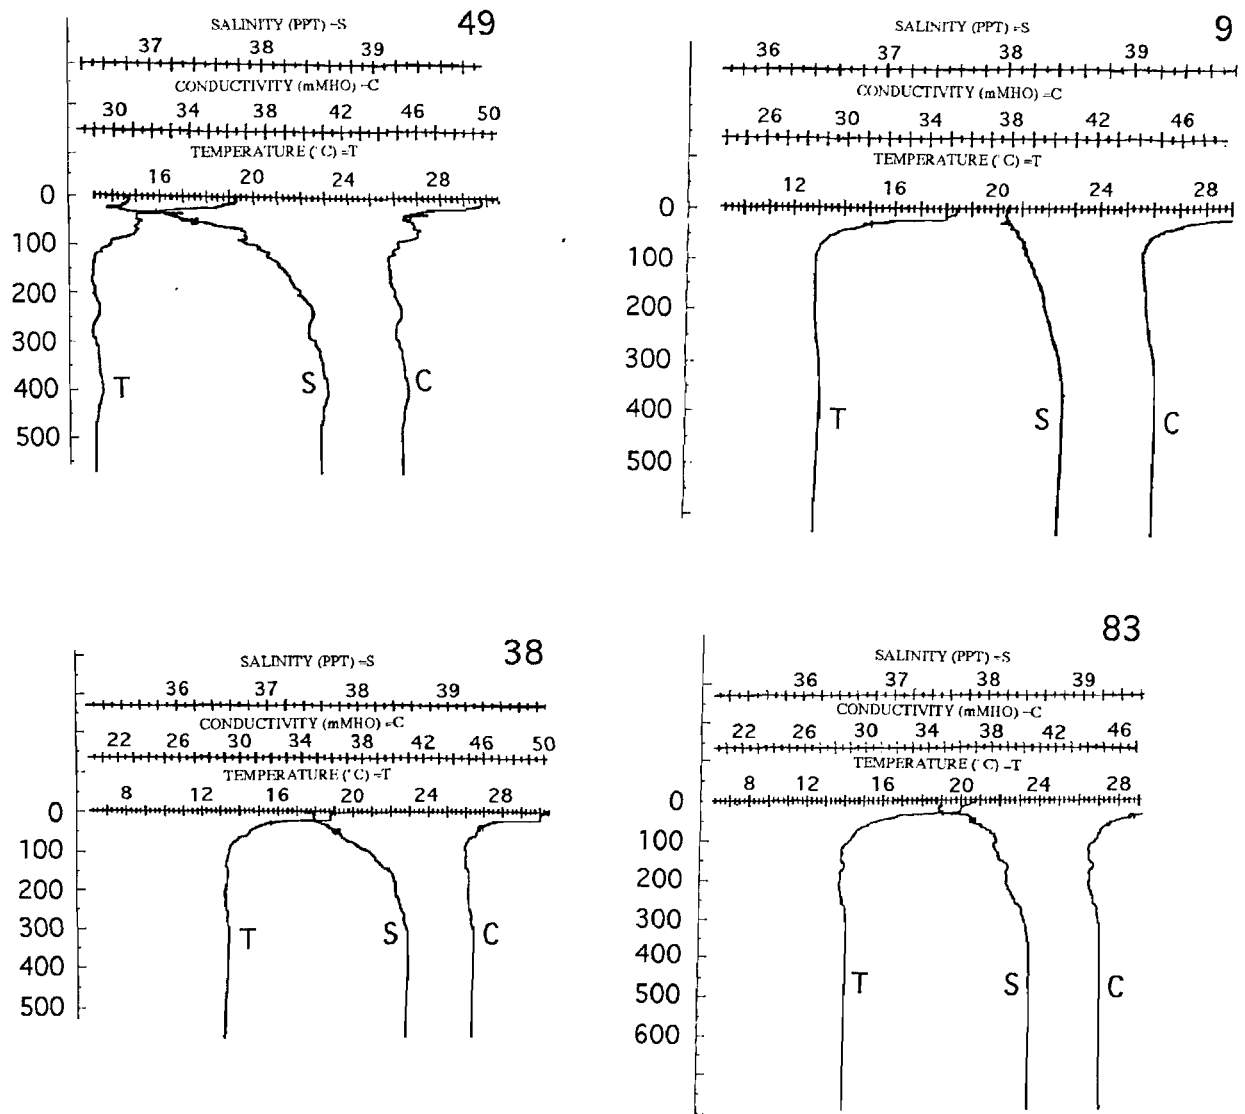 49
SALINITY (PPT) =S
37 38 39
CONDUCTIVITY (mMHO) =C
30 34 38 42 46 50
TEMPERATURE (°C) =T
16 20 23 28
0
100
200
300
400
500
T S C
9
SALINITY (PPT) =S
36 37 38 39
CONDUCTIVITY (mMHO) =C
26 30 34 38 42 46
TEMPERATURE (°C) =T
12 16 20 24 28
0
100
200
300
400
500
T S C
38
SALINITY (PPT) =S
36 37 38 39
CONDUCTIVITY (mMHO) =C
22 26 30 34 38 42 46 50
TEMPERATURE (°C) =T
8 12 16 20 24 28
0
100
200
300
400
500
T S C
83
SALINITY (PPT) =S
36 37 38 39
CONDUCTIVITY (mMHO) =C
22 26 30 34 38 42 46
TEMPERATURE (°C) =T
8 12 16 20 24 28
0
100
200
300
400
500
600
T S C